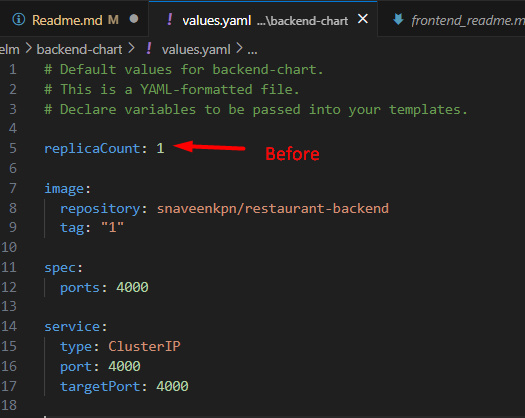 Readme.md M
values.yaml ...\backend-chart
frontend_readme.m
elm > backend-chart > ! values.yaml > ...
1 # Default values for backend-chart.
2 # This is a YAML-formatted file.
3 # Declare variables to be passed into your templates.
4
5 replicaCount: 1 Before
6
7 image:
8   repository: snaveenkpn/restaurant-backend
9   tag: "1"
10
11 spec:
12   ports: 4000
13
14 service:
15   type: ClusterIP
16   port: 4000
17   targetPort: 4000
18